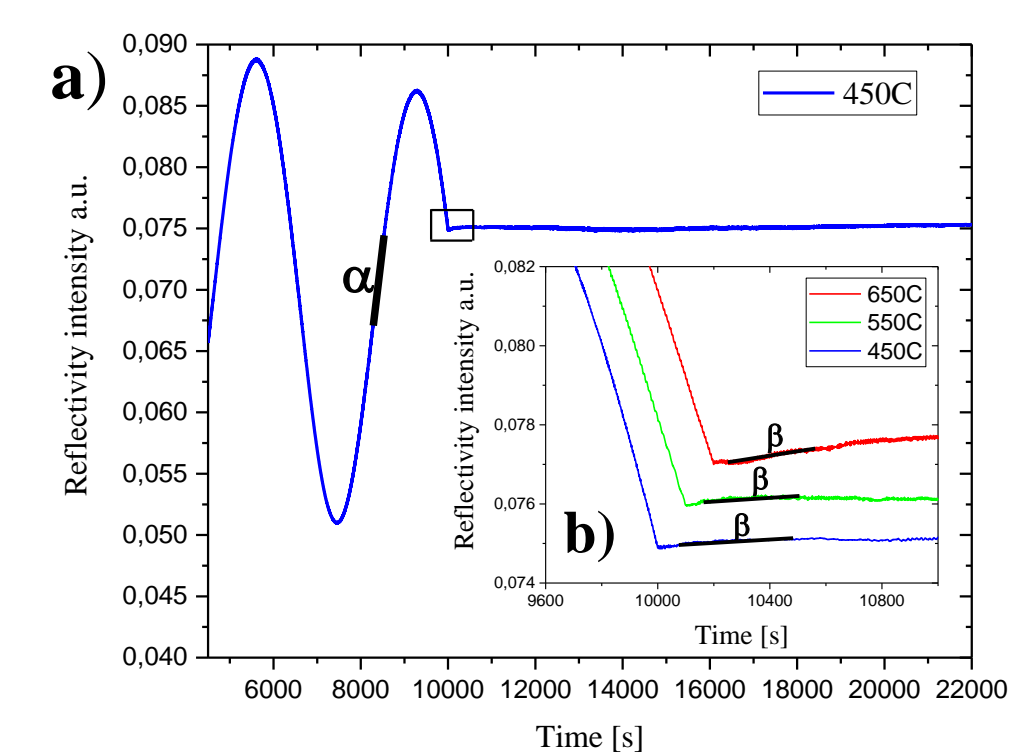 a)
Reflectivity intensity a.u.
0,090
0,085
0,080
0,075
0,070
0,065
0,060
0,055
0,050
0,045
0,040
450C
α
6000 8000 10000 12000 14000 16000 18000 20000 22000
Time [s]
b)
Reflectivity intensity a.u.
0,082
0,080
0,078
0,076
0,074
650C
550C
450C
β
β
β
9600 10000 10400 10800
Time [s]